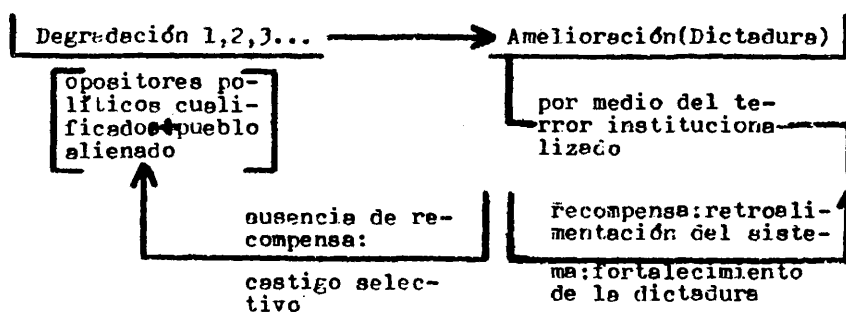 Degradación 1,2,3...
Amelioración(Dictadura)
opositores po-
líticos cuali-
ficados+pueblo
alienado
por medio del te-
rror instituciona-
lizado
ausencia de re-
compensa:
castigo selec-
tivo
recompensa:retroali-
mentación del siste-
ma:fortalecimiento
de la dictadura